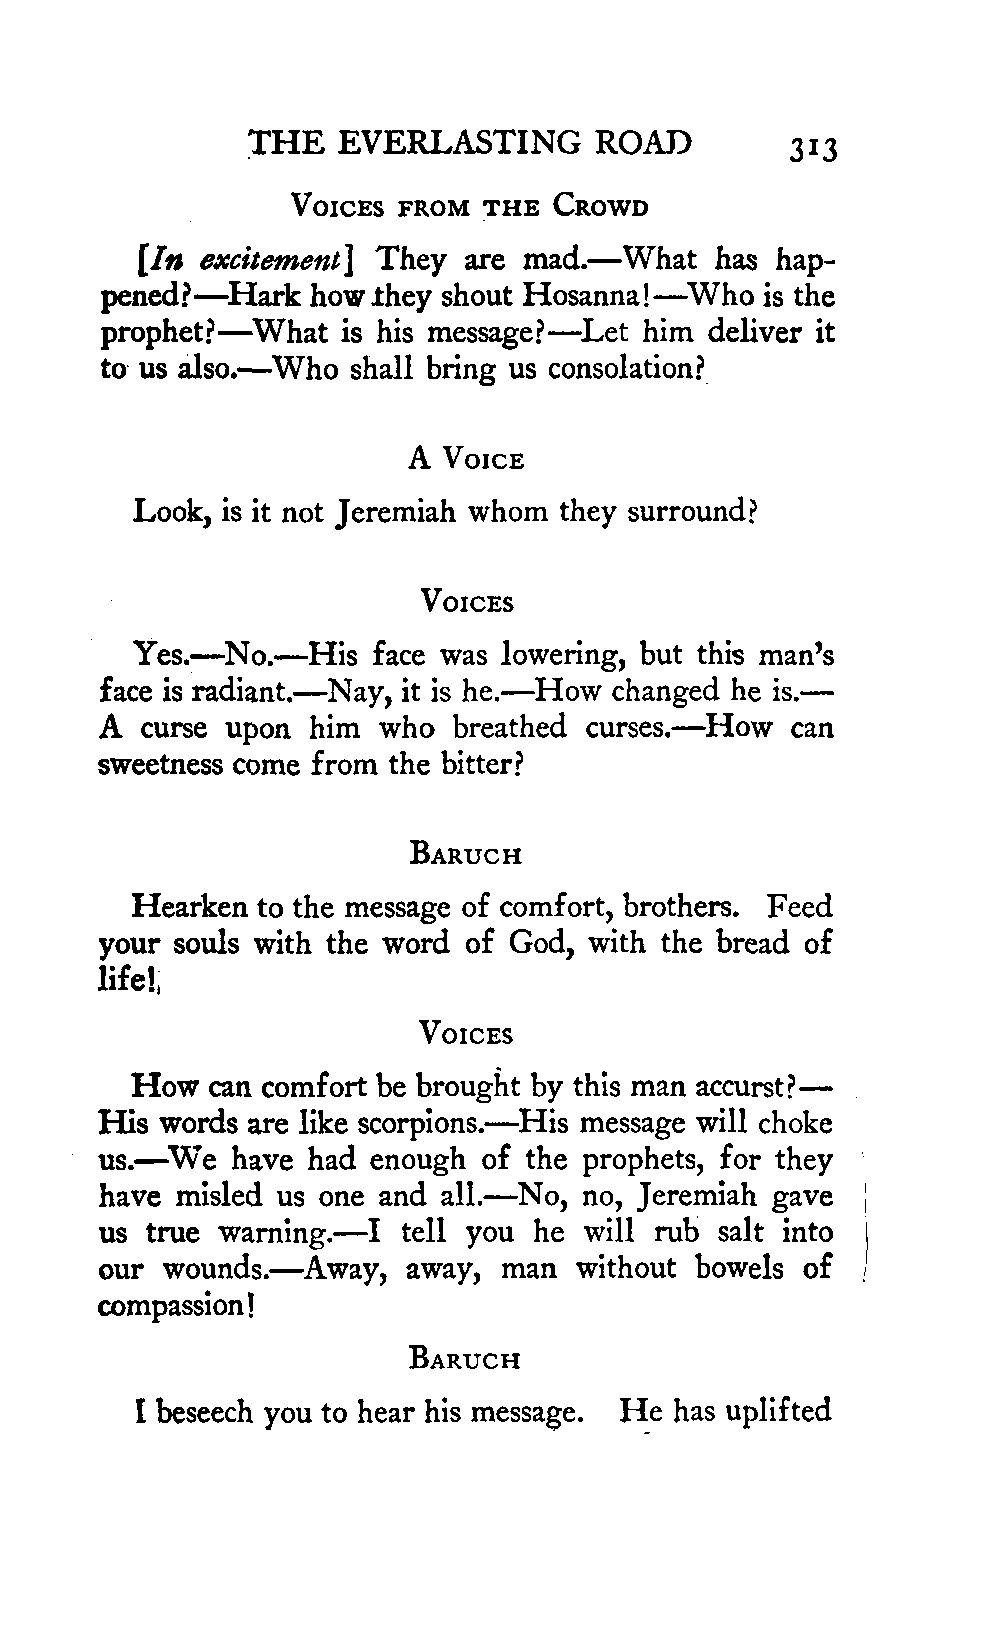 THE EVERLASTING ROAD 313
VOICES FROM THE CROWD
[In excitement] They are mad.—What has hap-
pened?—Hark how they shout Hosanna!—Who is the
prophet?—What is his message?—Let him deliver it
to us also.—Who shall bring us consolation?
A VOICE
Look, is it not Jeremiah whom they surround?
VOICES
Yes.—No.—His face was lowering, but this man's
face is radiant.—Nay, it is he.—How changed he is.—
A curse upon him who breathed curses.—How can
sweetness come from the bitter?
BARUCH
Hearken to the message of comfort, brothers. Feed
your souls with the word of God, with the bread of
life!
VOICES
How can comfort be brought by this man accurst?—
His words are like scorpions.—His message will choke
us.—We have had enough of the prophets, for they
have misled us one and all.—No, no, Jeremiah gave
us true warning.—I tell you he will rub salt into
our wounds.—Away, away, man without bowels of
compassion!
BARUCH
I beseech you to hear his message. He has uplifted